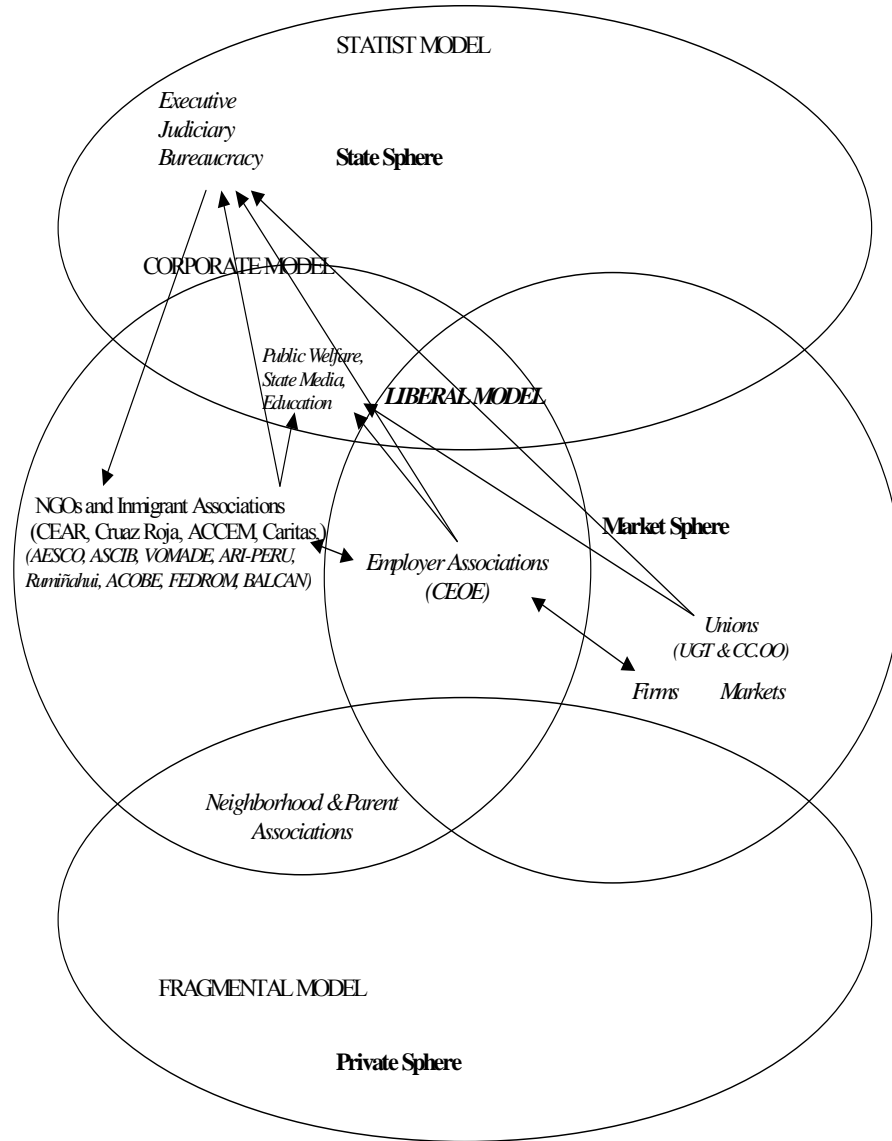 STATIST MODEL
Executive
Judiciary
Bureaucracy
State Sphere
CORPORATE MODEL
Public Welfare,
State Media,
Education
LIBERAL MODEL
NGOs and Inmigrant Associations
(CEAR, Cruaz Roja, ACCEM, Caritas,)
(AESCO, ASCIB, VOMADE, ARI-PERU,
Rumiñahui, ACOBE, FEDROM, BALCAN)
Market Sphere
Employer Associations
(CEOE)
Unions
(UGT & CC.OO)
Firms Markets
Neighborhood & Parent
Associations
FRAGMENTAL MODEL
Private Sphere